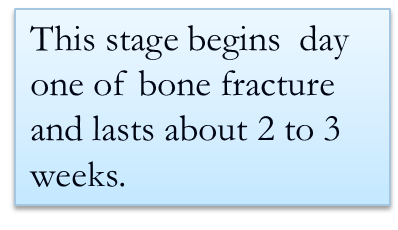 This stage begins  day
one of bone fracture
and lasts about 2 to 3
weeks.